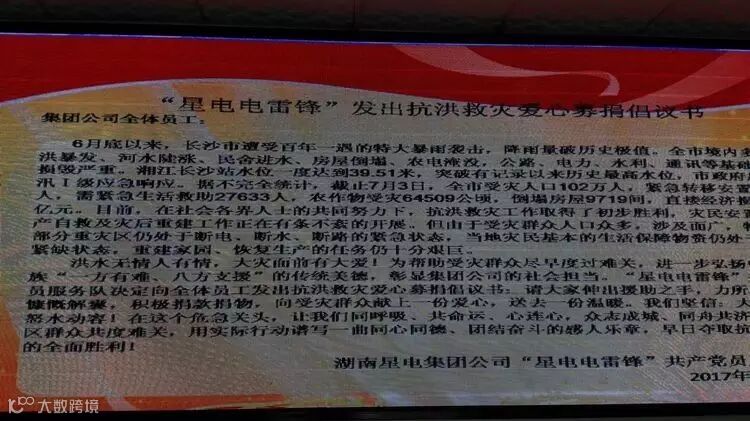 “星电电雷锋”发出抗洪救灾爱心募捐倡议书
集团公司全体员工：
6月底以来，长沙市遭受百年一遇的特大暴雨袭击，降雨量破历史极值。全市境内多
洪暴发、河水陡涨、民舍进水、房屋倒塌、农电淹没，公路、电力、水利、通讯等基础
损毁严重。湘江长沙站水位一度达到39.51米，突破有记录以来历史最高水位，市政府启
汛Ⅰ级应急响应。据不完全统计，截止7月3日，全市受灾人口102万人，紧急转移安置
人，需紧急生活救助27633人，农作物受灾64509公顷，倒塌房屋9719间，直接经济损
亿元。目前，在社会各界人士的共同努力下，抗洪救灾工作取得了初步胜利，灾民安置
产自救及灾后重建工作正在有条不紊的开展。但由于受灾群众人口众多，涉及面广，特
部分重灾区仍处于断电、断水、断路的紧急状态，当地灾民基本的生活保障物资仍处于
紧缺状态，重建家园、恢复生产的任务仍十分艰巨。
洪水无情人有情，大灾面前有大爱！为帮助受灾群众尽早度过难关，进一步弘扬中
族“一方有难、八方支援”的传统美德，彰显集团公司的社会担当。“星电电雷锋”
员服务队决定向全体员工发出抗洪救灾爱心募捐倡议书：请大家伸出援助之手，力所
慷慨解囊，积极捐款捐物，向受灾群众献上一份爱心，送去一份温暖。我们坚信：大
怒水动容！在这个危急关头，让我们同呼吸、共命运、心连心，众志成城、同舟共济
区群众共度难关，用实际行动谱写一曲同心同德、团结奋斗的感人乐章，早日夺取抗
的全面胜利！
湖南星电集团公司“星电电雷锋”共产党员
2017年
大数跨境